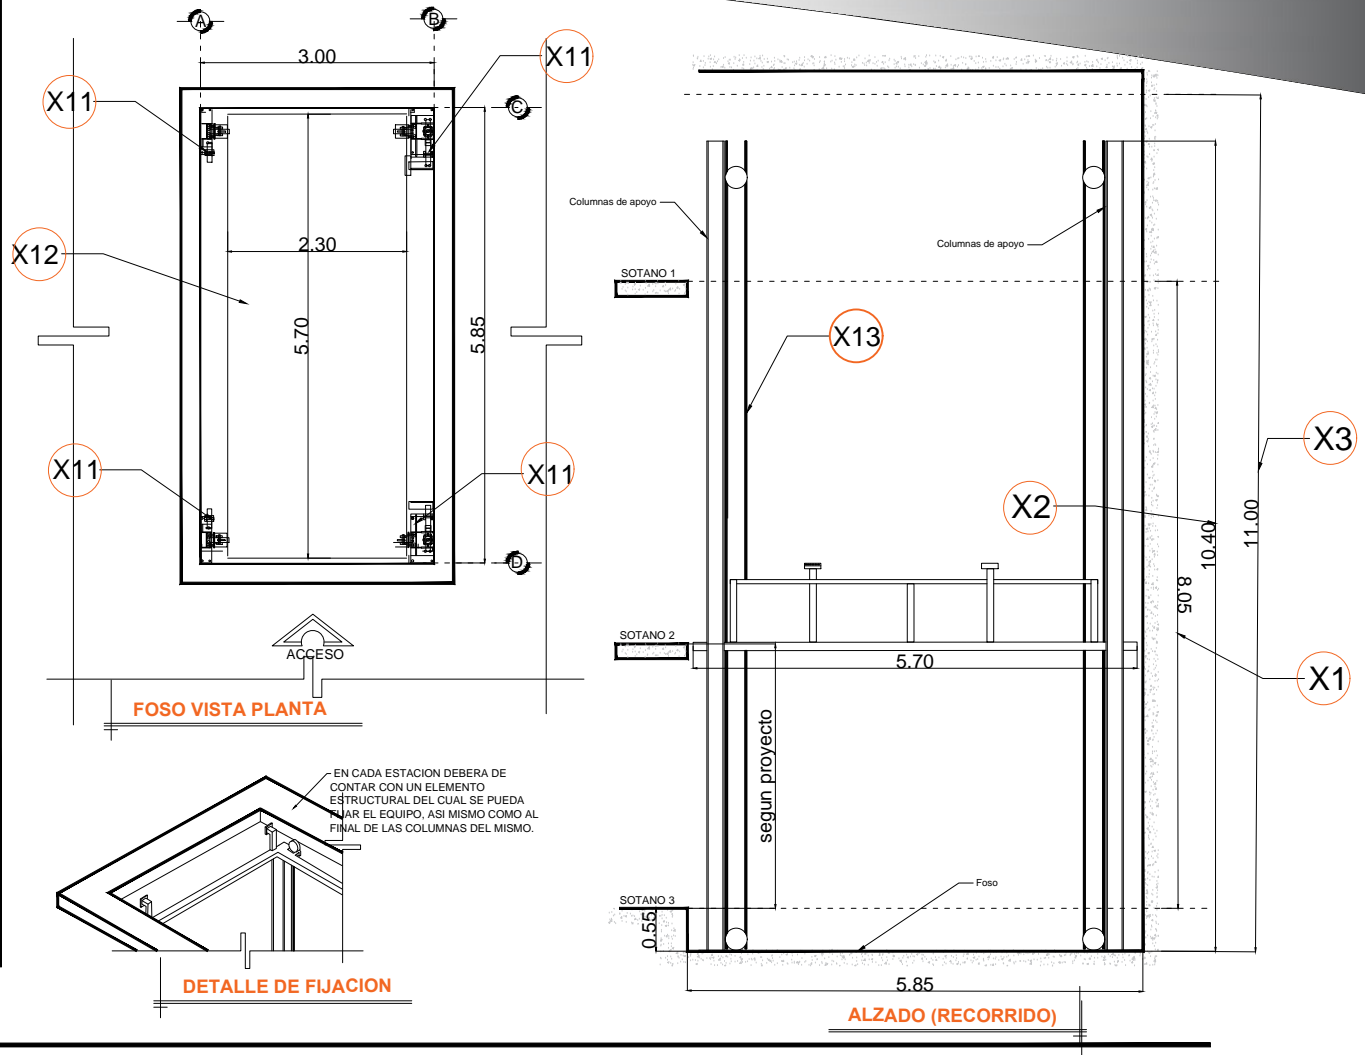 A
B
3.00
X11
X11
C
X12
2.30
5.70
5.85
X11
X11
D
ACCESO
FOSO VISTA PLANTA
EN CADA ESTACION DEBERA DE
CONTAR CON UN ELEMENTO
ESTRUCTURAL DEL CUAL SE PUEDA
FIJAR EL EQUIPO, ASI MISMO COMO AL
FINAL DE LAS COLUMNAS DEL MISMO.
DETALLE DE FIJACION
Columnas de apoyo
Columnas de apoyo
SOTANO 1
X13
X3
X2
11.00
10.40
8.05
SOTANO 2
5.70
X1
segun proyecto
SOTANO 3
0.55
Foso
5.85
ALZADO (RECORRIDO)